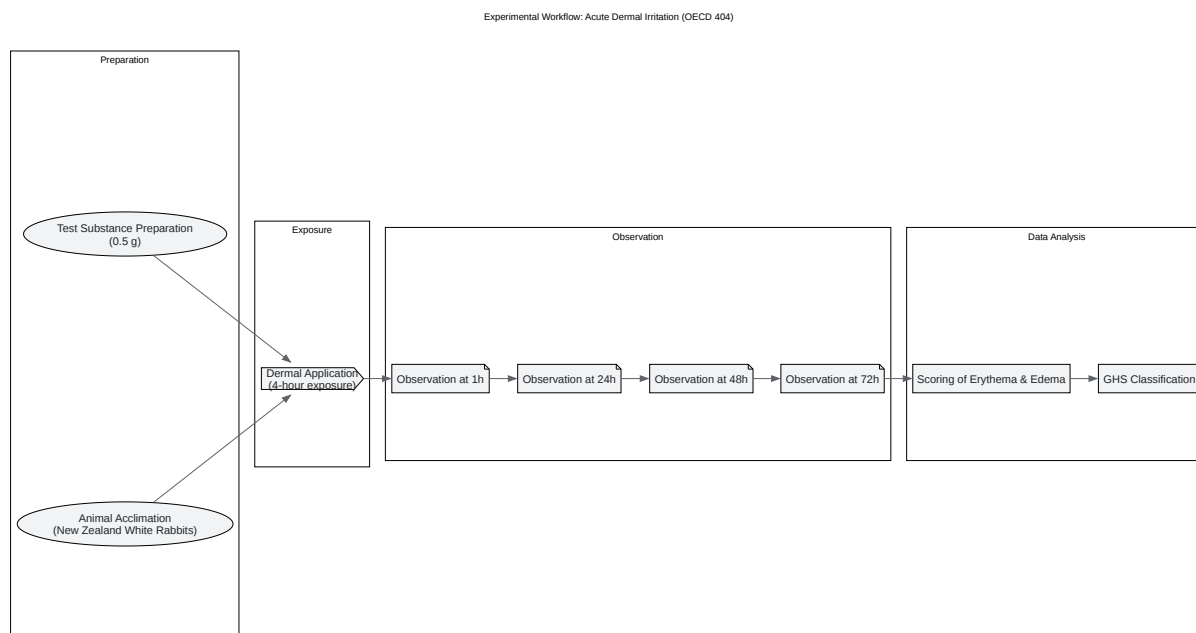 Experimental Workflow: Acute Dermal Irritation (OECD 404)
Preparation
Test Substance Preparation
(0.5 g)
Animal Acclimation
(New Zealand White Rabbits)
Exposure
Dermal Application
(4-hour exposure)
Observation
Observation at 1h
Observation at 24h
Observation at 48h
Observation at 72h
Data Analysis
Scoring of Erythema & Edema
GHS Classification